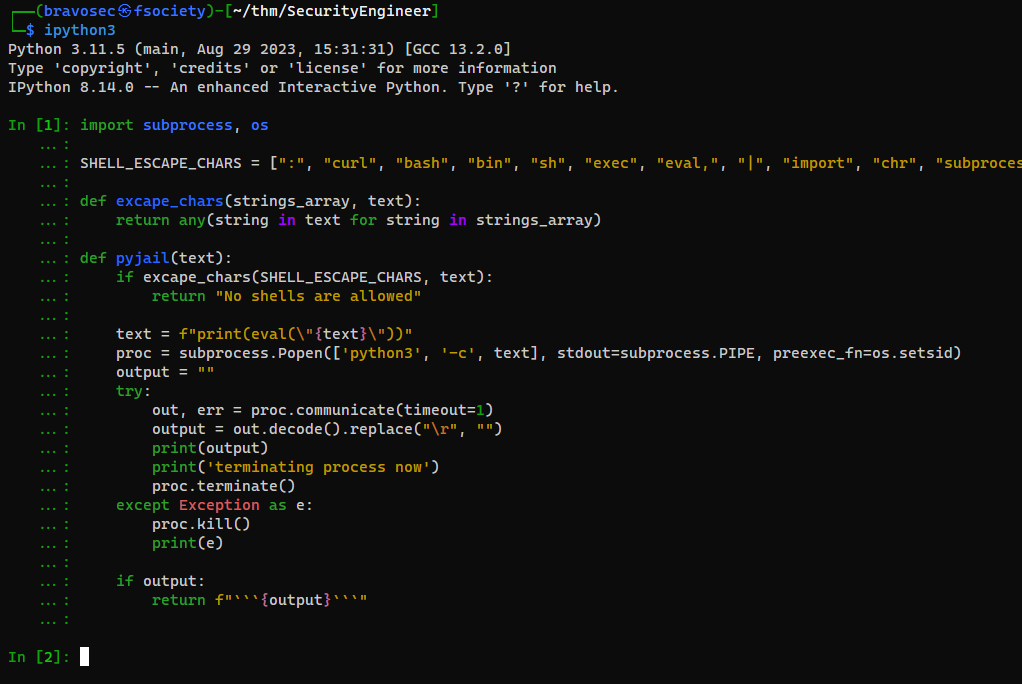 ┌──(bravosec㉿fsociety)-[~/thm/SecurityEngineer]
└─$ ipython3
Python 3.11.5 (main, Aug 29 2023, 15:31:31) [GCC 13.2.0]
Type 'copyright', 'credits' or 'license' for more information
IPython 8.14.0 -- An enhanced Interactive Python. Type '?' for help.
In [1]: import subprocess, os
...:
...: SHELL_ESCAPE_CHARS = [":", "curl", "bash", "bin", "sh", "exec", "eval,", "|", "import", "chr", "subproces
...:
...: def excape_chars(strings_array, text):
...:     return any(string in text for string in strings_array)
...:
...: def pyjail(text):
...:     if excape_chars(SHELL_ESCAPE_CHARS, text):
...:         return "No shells are allowed"
...:
...:     text = f"print(eval(\"{text}\"))"
...:     proc = subprocess.Popen(['python3', '-c', text], stdout=subprocess.PIPE, preexec_fn=os.setsid)
...:     output = ""
...:     try:
...:         out, err = proc.communicate(timeout=1)
...:         output = out.decode().replace("\r", "")
...:         print(output)
...:         print('terminating process now')
...:         proc.terminate()
...:     except Exception as e:
...:         proc.kill()
...:         print(e)
...:
...:     if output:
...:         return f"```{output}```"
...:
In [2]: